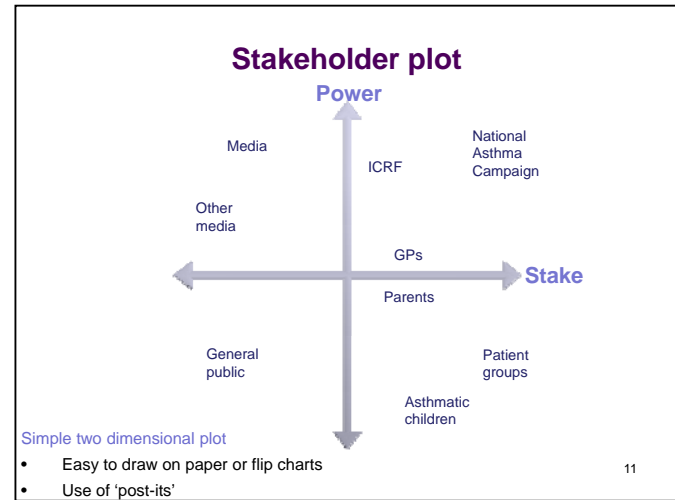 Stakeholder plot
Power
Media
National
Asthma
Campaign
ICRF
Other
media
GPs
Stake
Parents
General
public
Patient
groups
Asthmatic
children
Simple two dimensional plot
• Easy to draw on paper or flip charts
• Use of 'post-its'
11